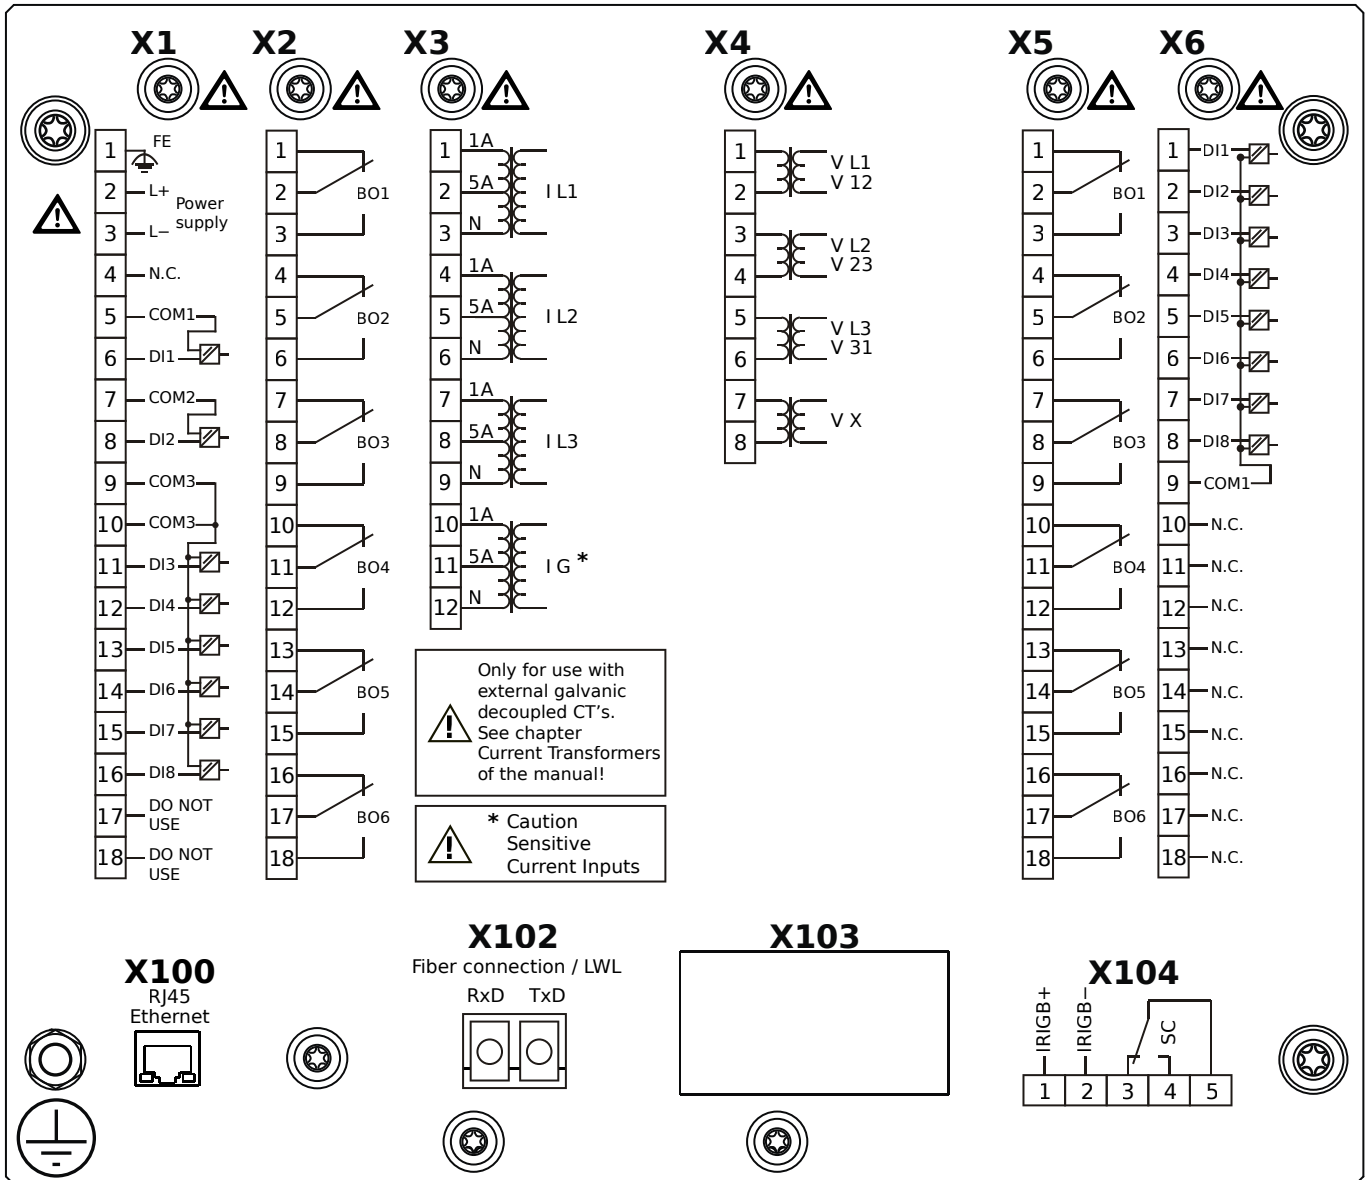 X1 X2 X3 X4 X5 X6
1 FE
2 L+
Power
supply
3 L−
4 N.C.
5 COM1
6 DI1
7 COM2
8 DI2
9 COM3
10 COM3
11 DI3
12 DI4
13 DI5
14 DI6
15 DI7
16 DI8
17 DO NOT
USE
18 DO NOT
USE
1
2 BO1
3
4
5 BO2
6
7
8 BO3
9
10
11 BO4
12
13
14 BO5
15
16
17 BO6
18
1 1A
2 5A I L1
3 N
4 1A
5 5A I L2
6 N
7 1A
8 5A I L3
9 N
10 1A
11 5A I G *
12 N
Only for use with
external galvanic
decoupled CT's.
See chapter
Current Transformers
of the manual!
* Caution
Sensitive
Current Inputs
1 V L1
2 V 12
3 V L2
4 V 23
5 V L3
6 V 31
7 V X
8
1
2 BO1
3
4
5 BO2
6
7
8 BO3
9
10
11 BO4
12
13
14 BO5
15
16
17 BO6
18
1 DI1
2 DI2
3 DI3
4 DI4
5 DI5
6 DI6
7 DI7
8 DI8
9 COM1
10 N.C.
11 N.C.
12 N.C.
13 N.C.
14 N.C.
15 N.C.
16 N.C.
17 N.C.
18 N.C.
X100
RJ45
Ethernet
X102
Fiber connection / LWL
RxD TxD
X103
X104
IRIGB+
IRIGB−
SC
1 2 3 4 5